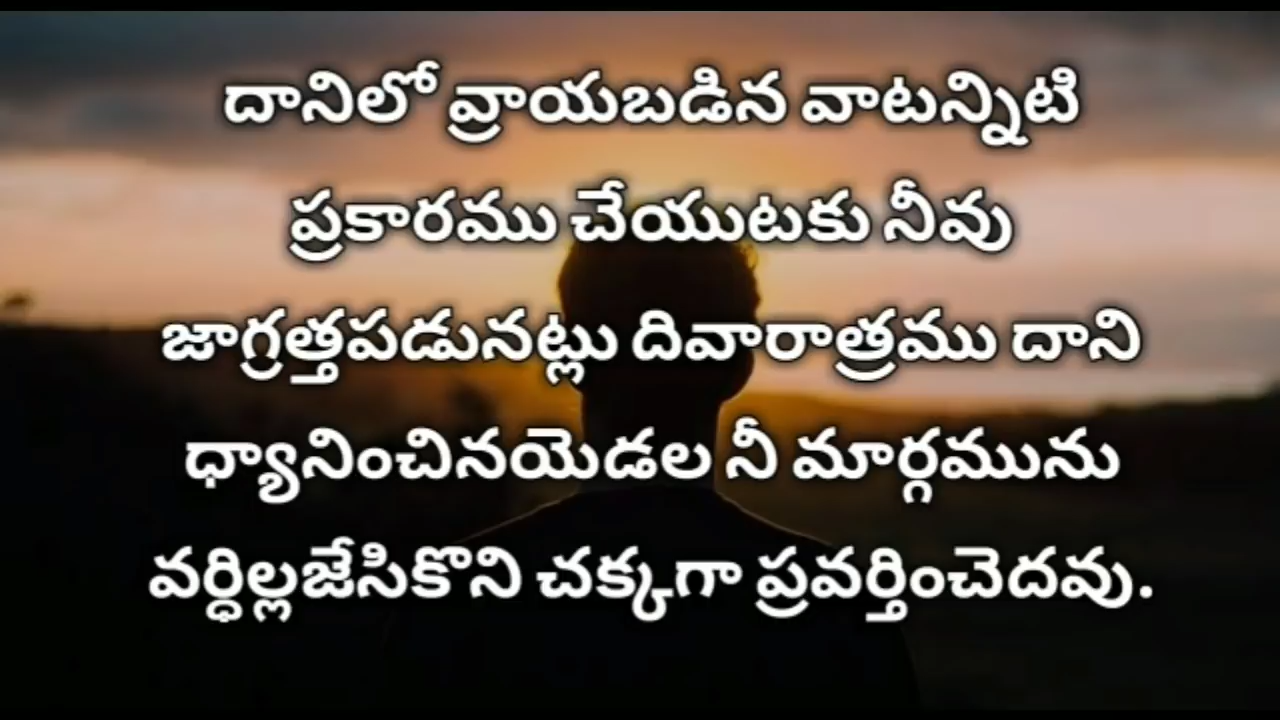 దానిలో వ్రాయబడిన వాటన్నిటి
ప్రకారము చేయుటకు నీవు
జాగ్రత్తపడునట్లు దివారాత్రము దాని
ధ్యానించినయెడల నీ మార్గమును
వర్ధిల్లజేసికొని చక్కగా ప్రవర్తించెదవు.